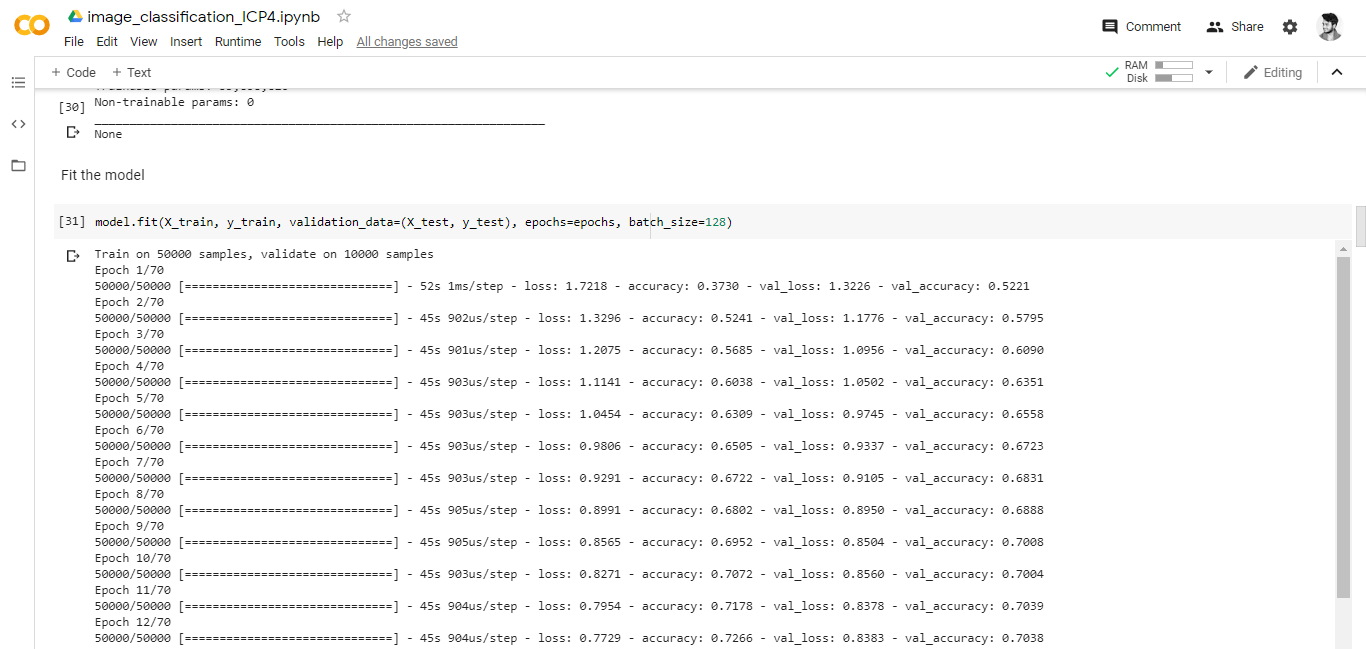 image_classification_ICP4.ipynb
Comment Share
File Edit View Insert Runtime Tools Help All changes saved
+ Code + Text
RAM
Disk
Editing
[30]
Non-trainable params: 0
None
Fit the model
[31] model.fit(X_train, y_train, validation_data=(X_test, y_test), epochs=epochs, batch_size=128)
Train on 50000 samples, validate on 10000 samples
Epoch 1/70
50000/50000 [==============================] - 52s 1ms/step - loss: 1.7218 - accuracy: 0.3730 - val_loss: 1.3226 - val_accuracy: 0.5221
Epoch 2/70
50000/50000 [==============================] - 45s 902us/step - loss: 1.3296 - accuracy: 0.5241 - val_loss: 1.1776 - val_accuracy: 0.5795
Epoch 3/70
50000/50000 [==============================] - 45s 901us/step - loss: 1.2075 - accuracy: 0.5685 - val_loss: 1.0956 - val_accuracy: 0.6090
Epoch 4/70
50000/50000 [==============================] - 45s 903us/step - loss: 1.1141 - accuracy: 0.6038 - val_loss: 1.0502 - val_accuracy: 0.6351
Epoch 5/70
50000/50000 [==============================] - 45s 903us/step - loss: 1.0454 - accuracy: 0.6309 - val_loss: 0.9745 - val_accuracy: 0.6558
Epoch 6/70
50000/50000 [==============================] - 45s 903us/step - loss: 0.9806 - accuracy: 0.6505 - val_loss: 0.9337 - val_accuracy: 0.6723
Epoch 7/70
50000/50000 [==============================] - 45s 903us/step - loss: 0.9291 - accuracy: 0.6722 - val_loss: 0.9105 - val_accuracy: 0.6831
Epoch 8/70
50000/50000 [==============================] - 45s 905us/step - loss: 0.8991 - accuracy: 0.6802 - val_loss: 0.8950 - val_accuracy: 0.6888
Epoch 9/70
50000/50000 [==============================] - 45s 905us/step - loss: 0.8565 - accuracy: 0.6952 - val_loss: 0.8504 - val_accuracy: 0.7008
Epoch 10/70
50000/50000 [==============================] - 45s 903us/step - loss: 0.8271 - accuracy: 0.7072 - val_loss: 0.8560 - val_accuracy: 0.7004
Epoch 11/70
50000/50000 [==============================] - 45s 904us/step - loss: 0.7954 - accuracy: 0.7178 - val_loss: 0.8378 - val_accuracy: 0.7039
Epoch 12/70
50000/50000 [==============================] - 45s 904us/step - loss: 0.7729 - accuracy: 0.7266 - val_loss: 0.8383 - val_accuracy: 0.7038